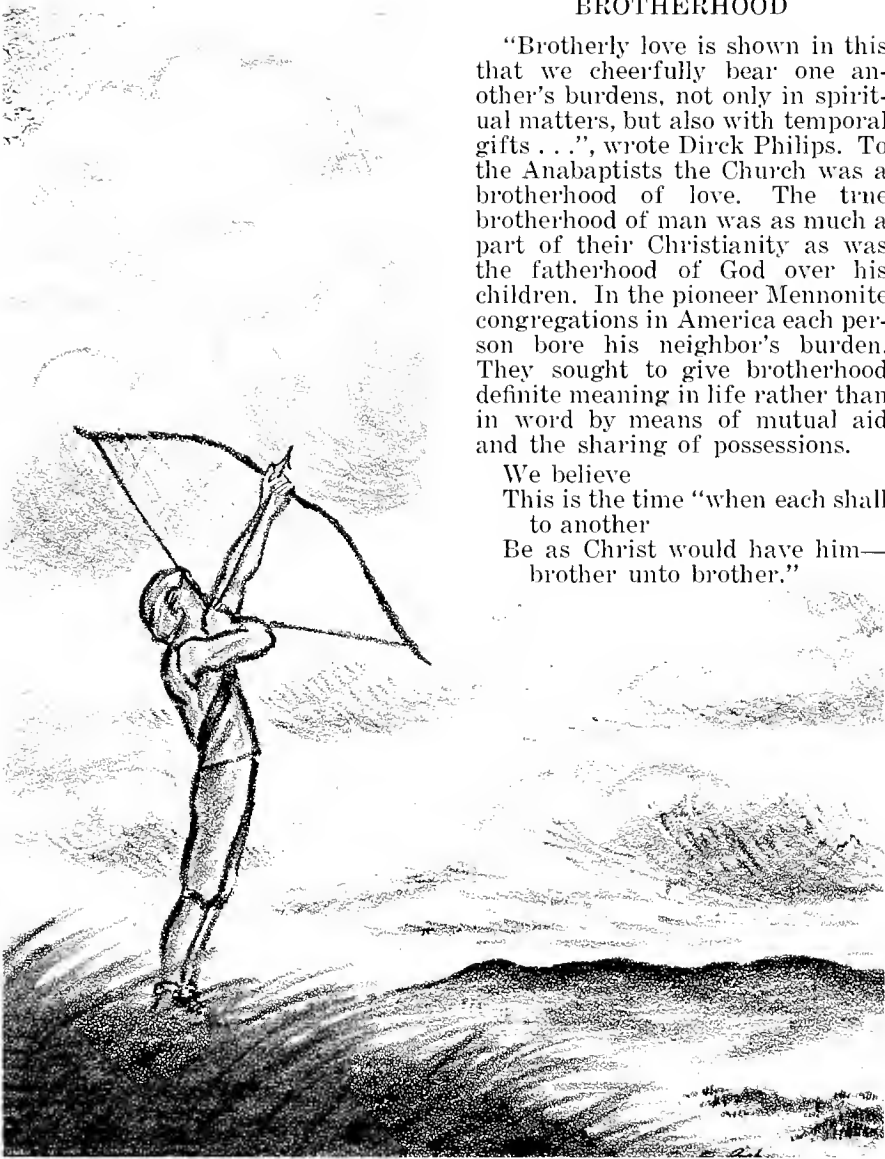 BROTHERHOOD
“Brotherly love is shown in this
that we cheerfully bear one an-
other’s burdens, not only in spirit-
ual matters, but also with temporal
gifts . . .”, wrote Dirck Philips. To
the Anabaptists the Church was a
brotherhood of love. The true
brotherhood of man was as much a
part of their Christianity as was
the fatherhood of God over his
children. In the pioneer Mennonite
congregations in America each per-
son bore his neighbor’s burden.
They sought to give brotherhood
definite meaning in life rather than
in word by means of mutual aid
and the sharing of possessions.
We believe
This is the time “when each shall
to another
Be as Christ would have him—
brother unto brother.”